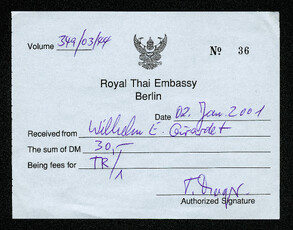 Volume 349/03/44
Nº 36
Royal Thai Embassy
Berlin
Date 02. Jan. 2001
Received from Wilhelm E. Girardet
The sum of DM 30,-
Being fees for TR/1
Authorized Signature